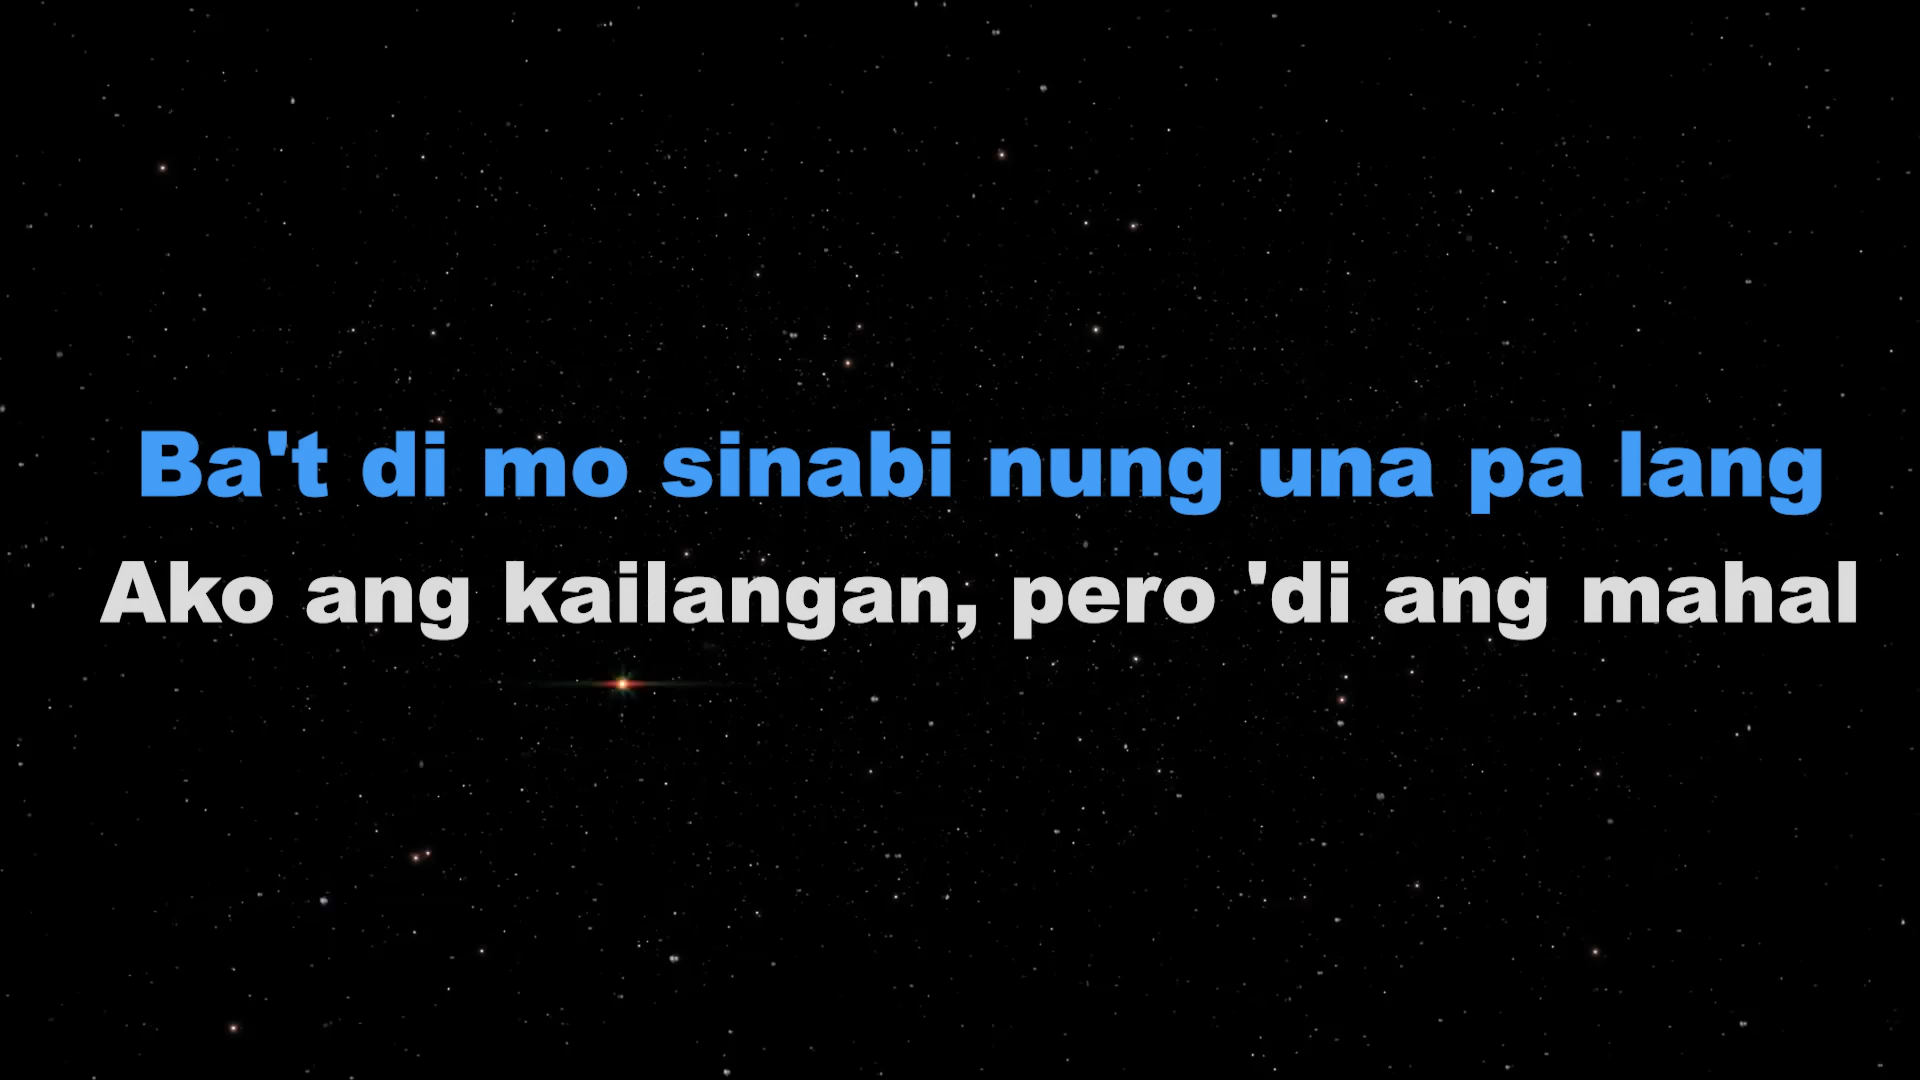 Ba't di mo sinabi nung una pa lang
Ako ang kailangan, pero 'di ang mahal